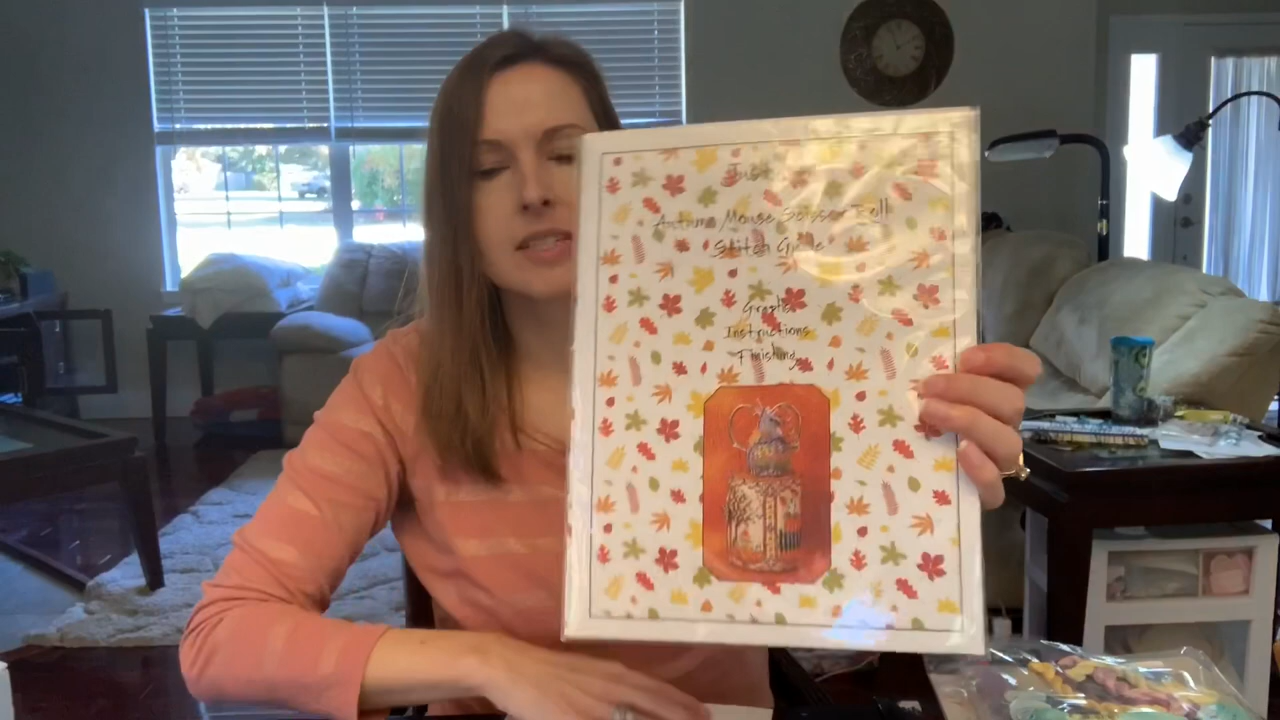 Autumn Mouse Scissor Roll
Stitch Guide
Graphs
Instructions
Finishing